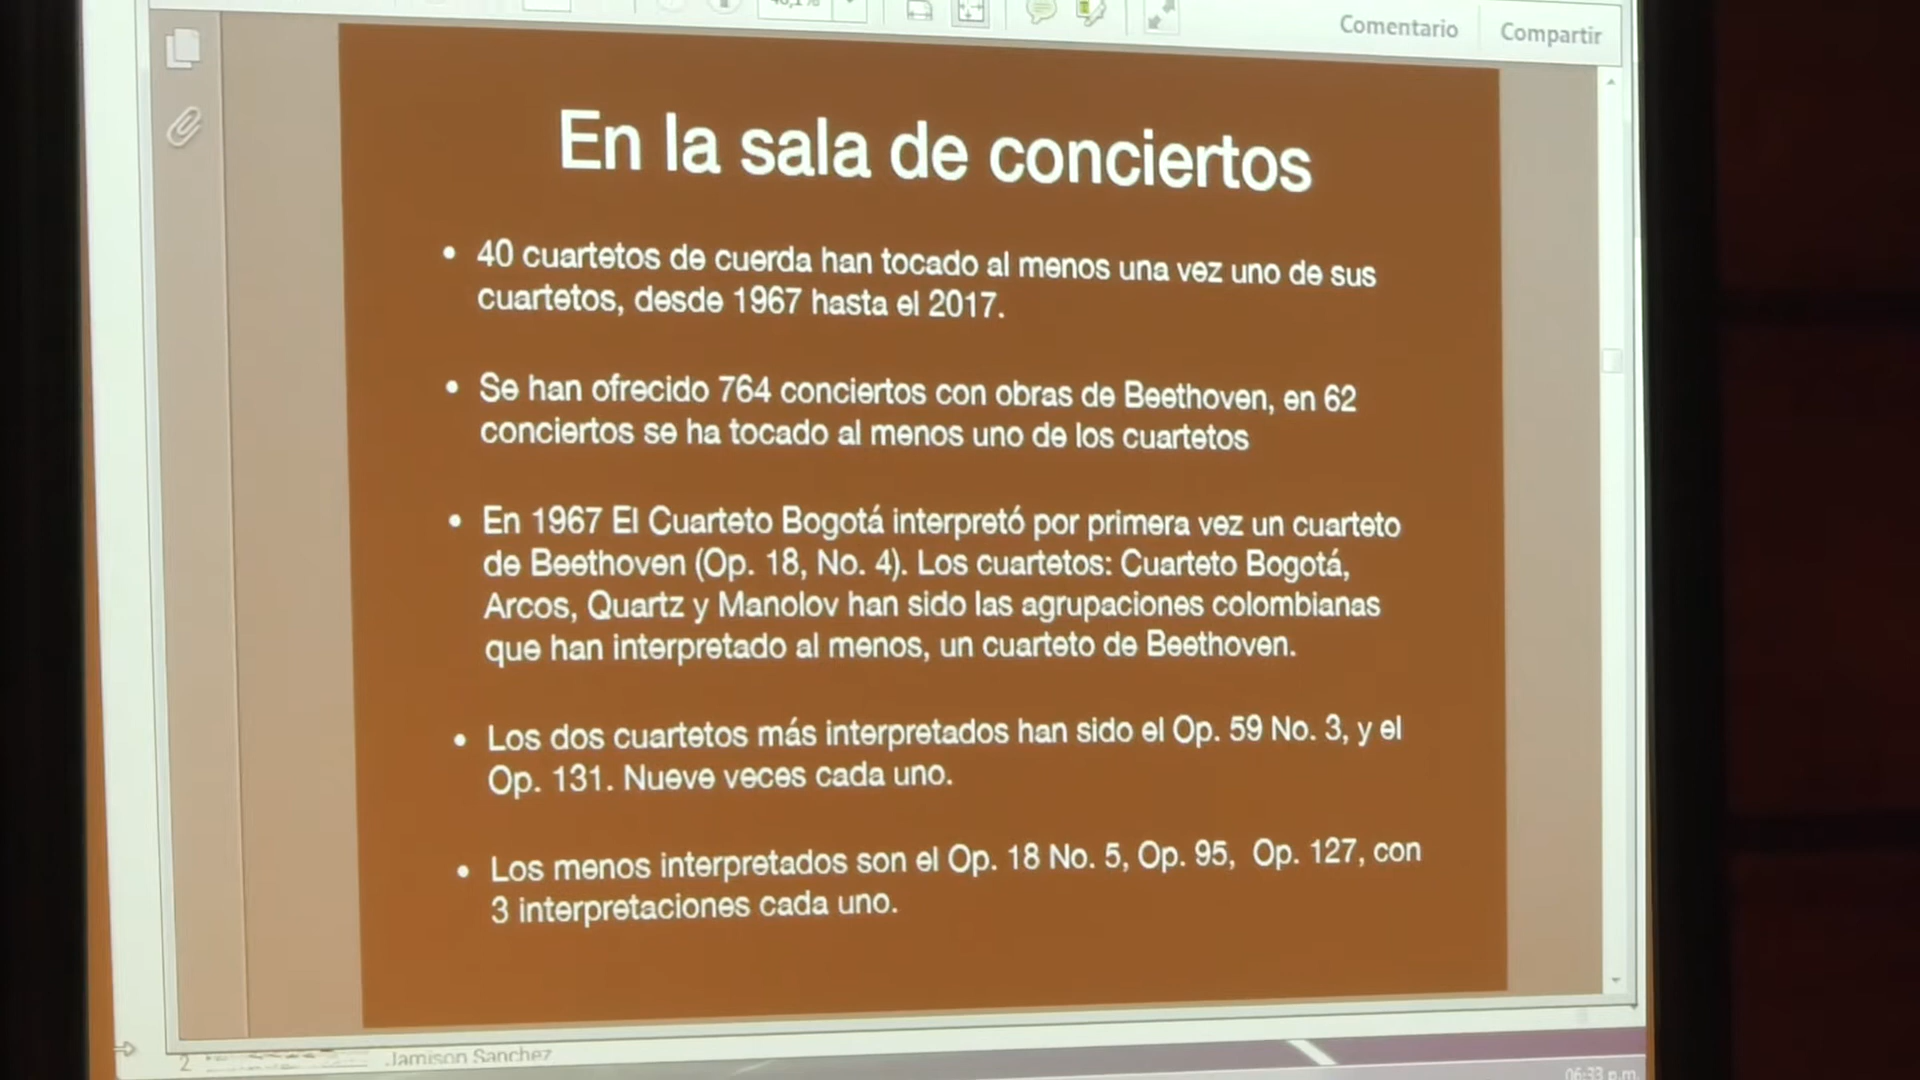 Comentario
Compartir
En la sala de conciertos
• 40 cuartetos de cuerda han tocado al menos una vez uno de sus
cuartetos, desde 1967 hasta el 2017.
• Se han ofrecido 764 conciertos con obras de Beethoven, en 62
conciertos se ha tocado al menos uno de los cuartetos
• En 1967 El Cuarteto Bogotá interpretó por primera vez un cuarteto
de Beethoven (Op. 18, No. 4). Los cuartetos: Cuarteto Bogotá,
Arcos, Quartz y Manolov han sido las agrupaciones colombianas
que han interpretado al menos, un cuarteto de Beethoven.
• Los dos cuartetos más interpretados han sido el Op. 59 No. 3, y el
Op. 131. Nueve veces cada uno.
• Los menos interpretados son el Op. 18 No. 5, Op. 95, Op. 127, con
3 interpretaciones cada uno.
2
Jamison Sanchez
06:33 p.m.